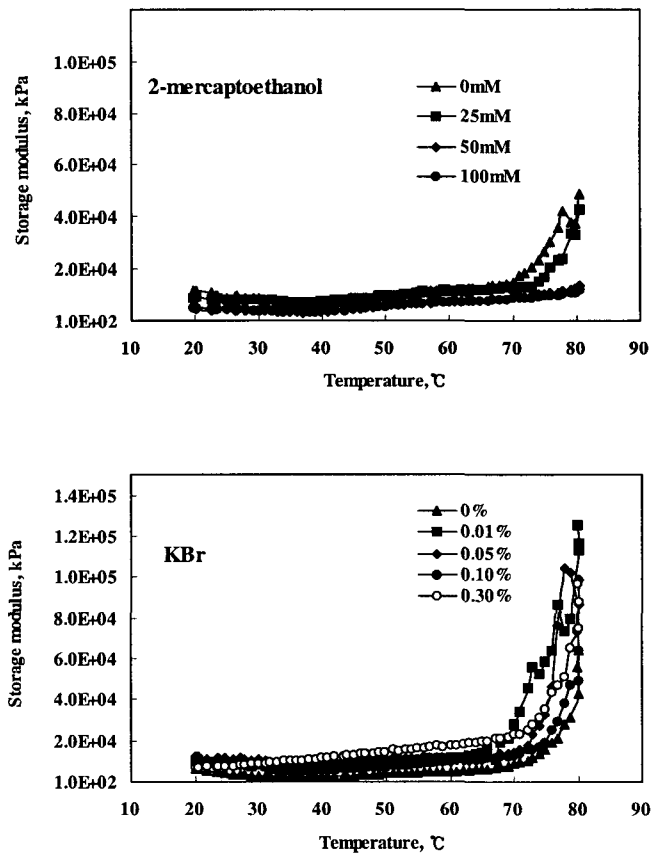 1.0E+05
8.0E+04
6.0E+04
4.0E+04
2.0E+04
1.0E+02
Storage modulus, kPa
2-mercaptoethanol
0mM
25mM
50mM
100mM
10 20 30 40 50 60 70 80 90
Temperature, ℃
1.4E+05
1.2E+05
1.0E+05
8.0E+04
6.0E+04
4.0E+04
2.0E+04
1.0E+02
Storage modulus, kPa
KBr
0%
0.01%
0.05%
0.10%
0.30%
10 20 30 40 50 60 70 80 90
Temperature, ℃